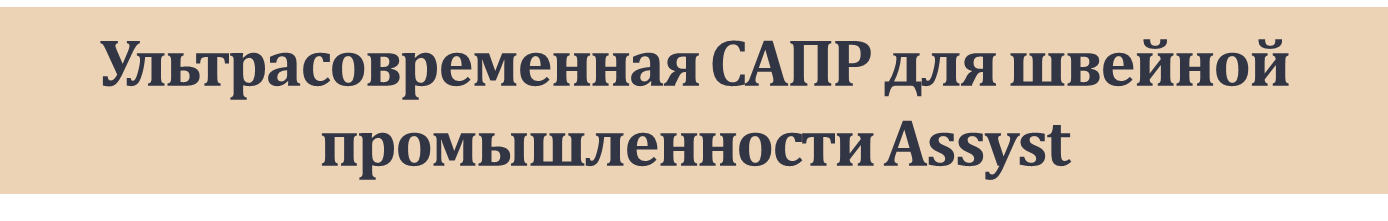 Ультрасовременная САПР для швейной
промышленности Assyst